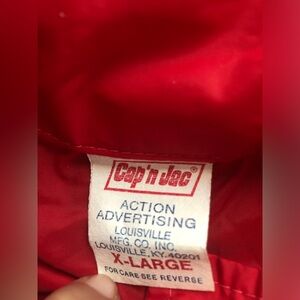 Cap'n Jac®
ACTION
ADVERTISING
LOUISVILLE
MFG. CO. INC.
LOUISVILLE, KY. 40201
X-LARGE
FOR CARE SEE REVERSE